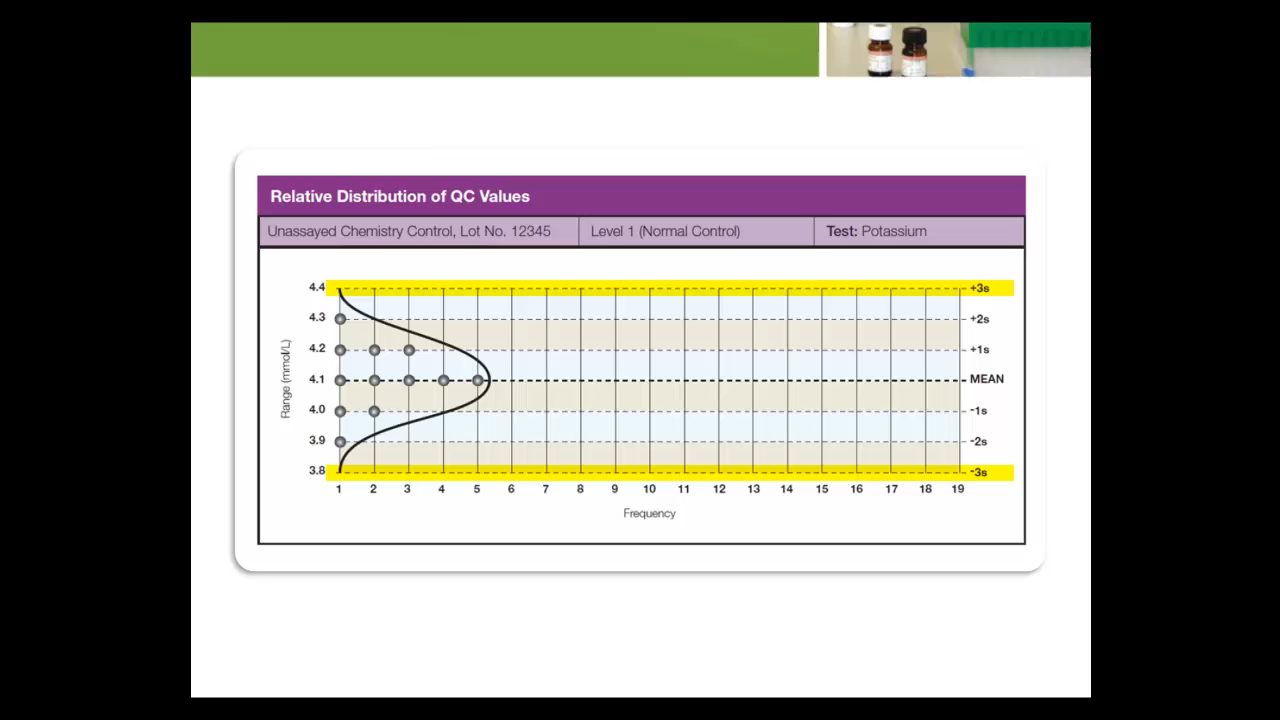 Relative Distribution of QC Values
Unassayed Chemistry Control, Lot No. 12345 Level 1 (Normal Control) Test: Potassium
4.4 +3s
4.3 +2s
4.2 +1s
4.1 MEAN
4.0 -1s
3.9 -2s
3.8 -3s
Range (mmol/L)
1 2 3 4 5 6 7 8 9 10 11 12 13 14 15 16 17 18 19
Frequency